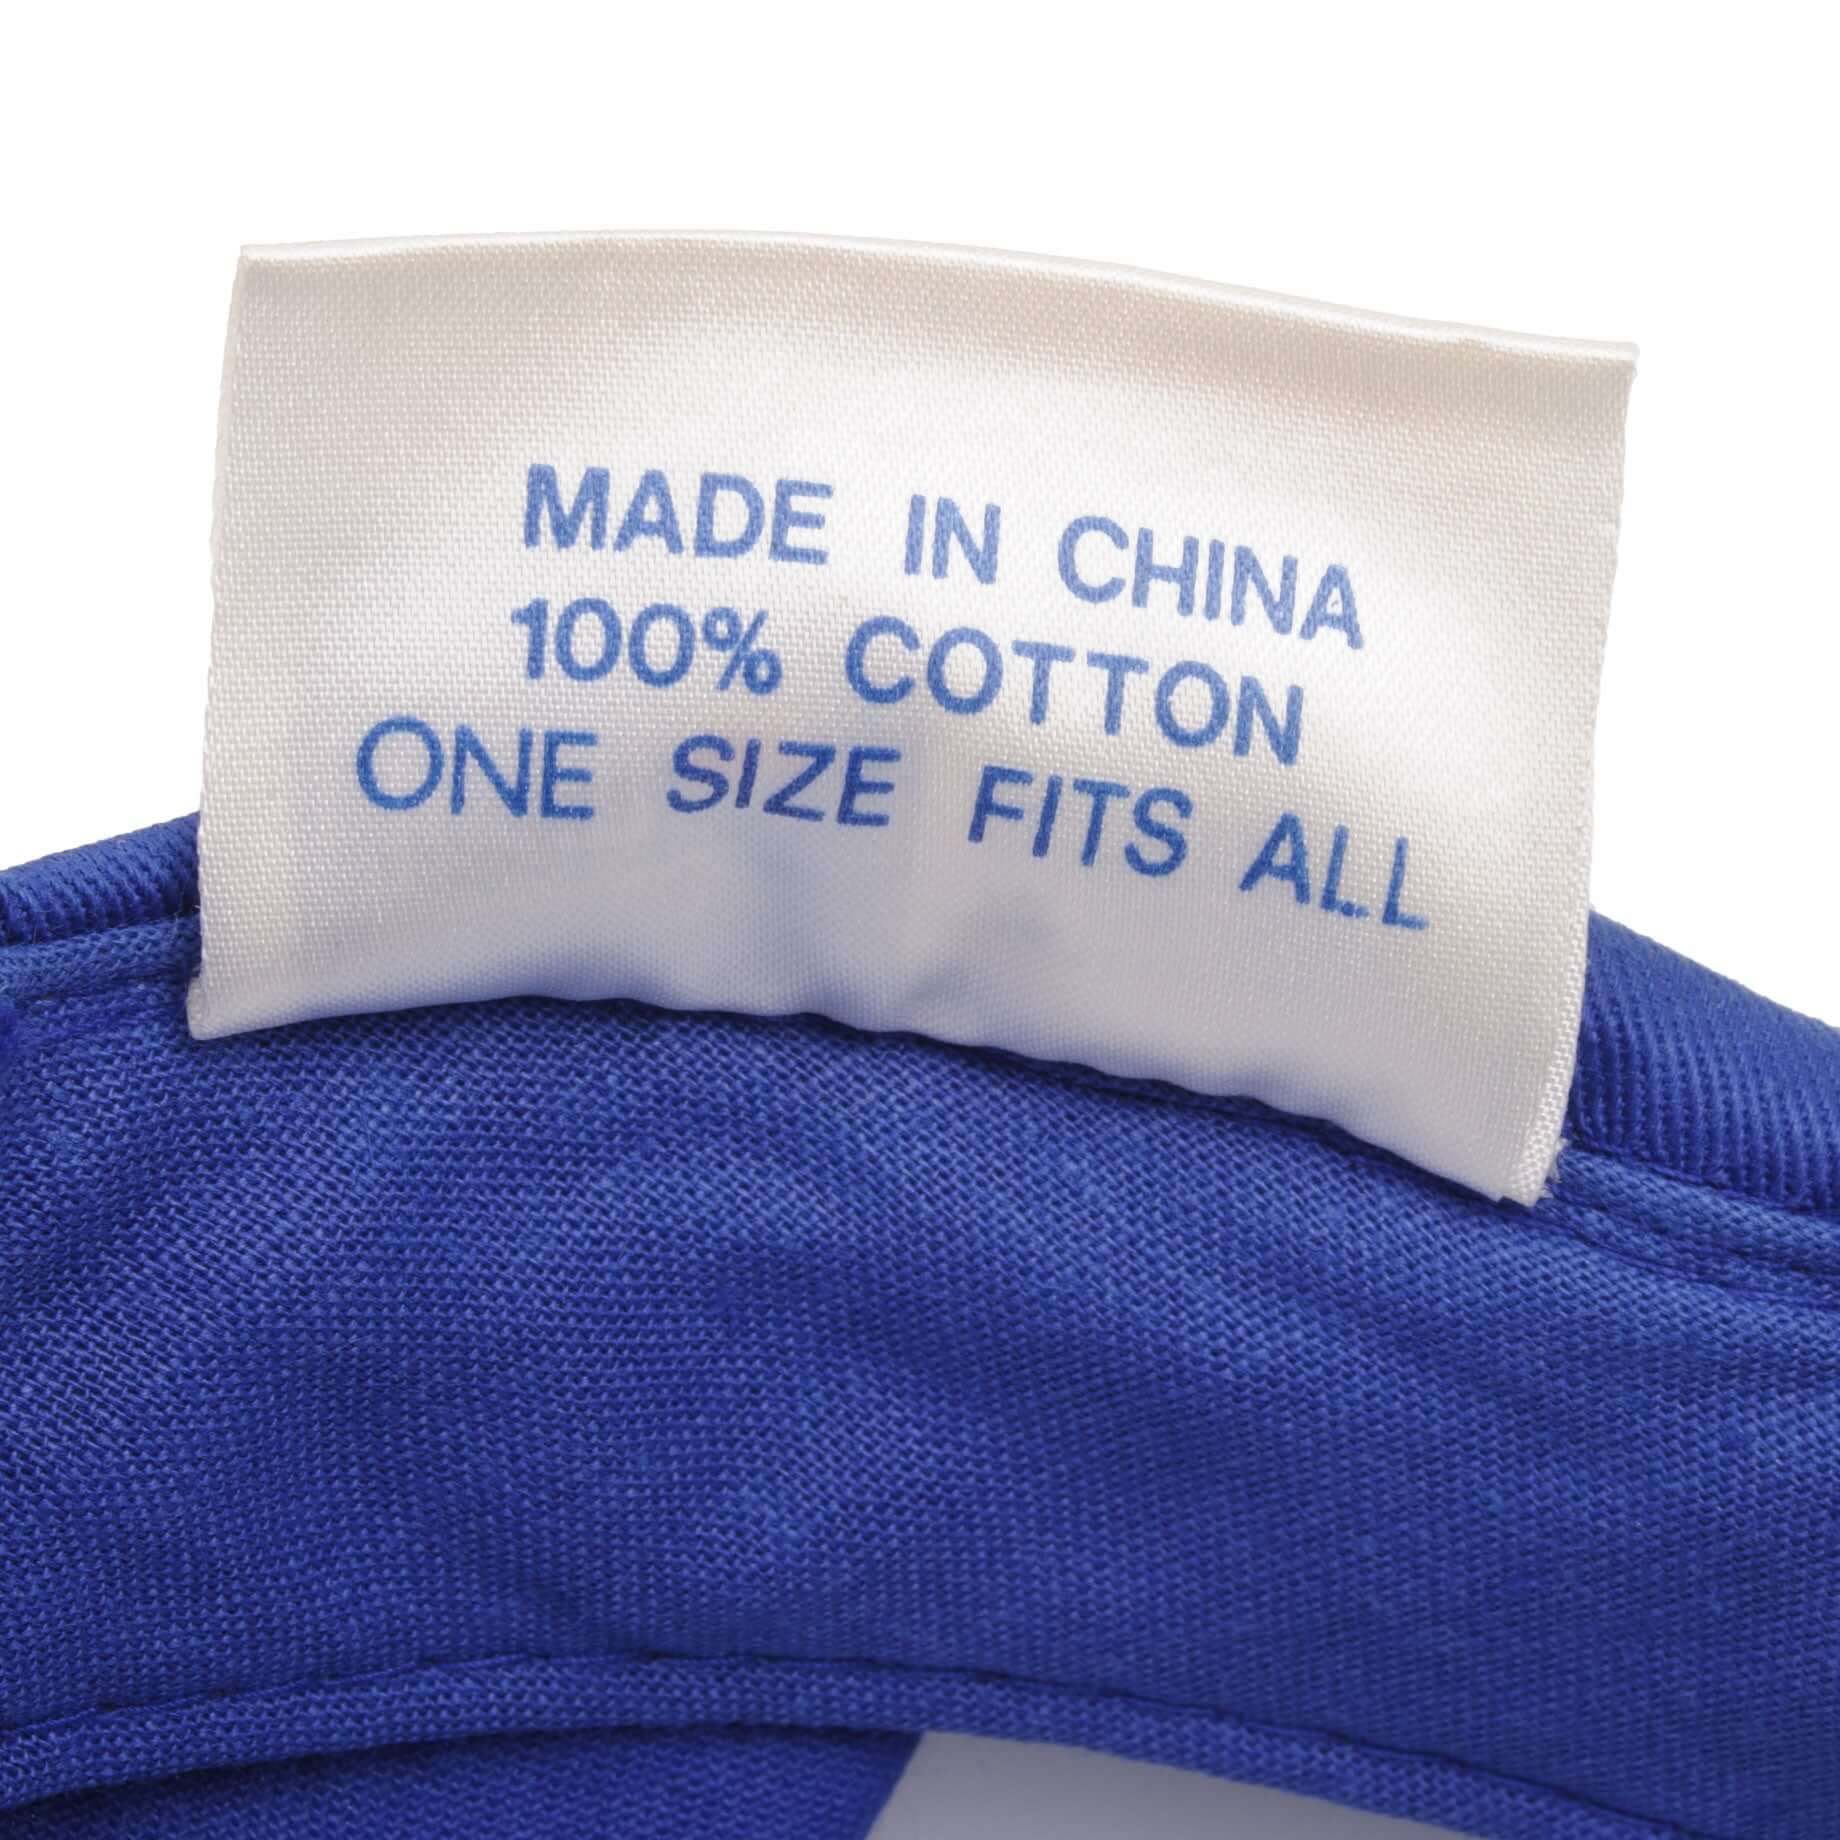 MADE IN CHINA
100% COTTON
ONE SIZE FITS ALL